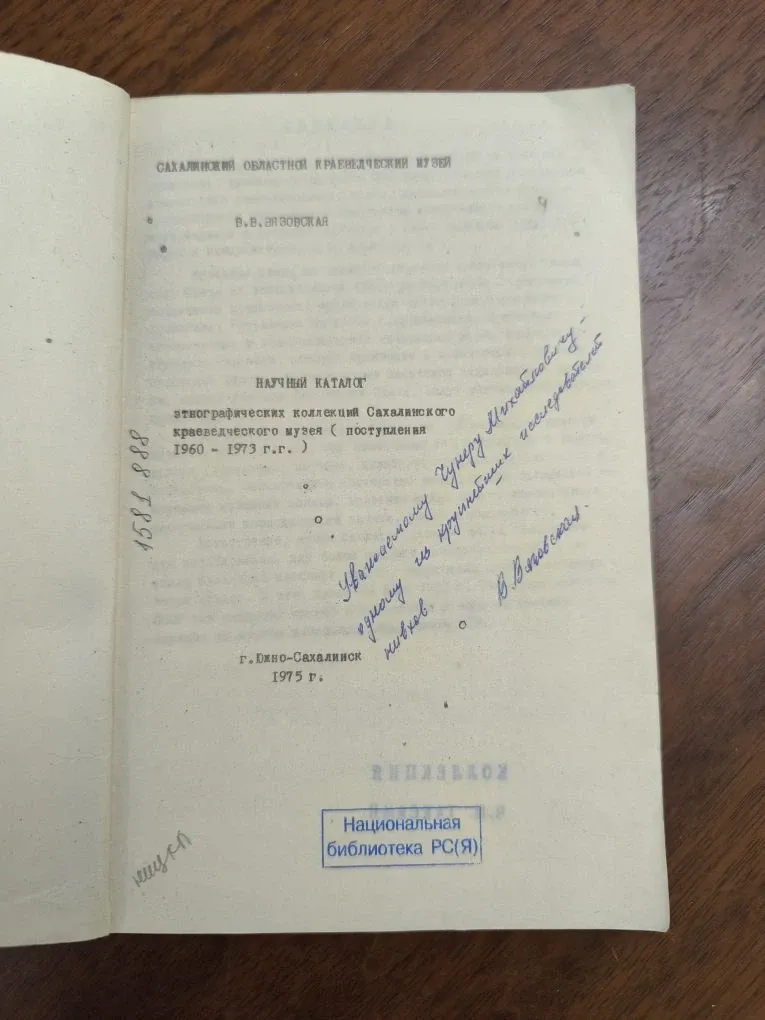 САХАЛИНСКИЙ ОБЛАСТНОЙ КРАЕВЕДЧЕСКИЙ МУЗЕЙ
В.В.ВЯЗОВСКАЯ
НАУЧНЫЙ КАТАЛОГ
этнографических коллекций Сахалинского
краеведческого музея ( поступления
1960 - 1973 г.г. )
1581 888
Уважаемому Чунеру Михайловичу -
одному из крупнейших исследователей
нивхов.
В. Вязовская.
г.Южно-Сахалинск
1975 г.
КОЛЛЕКЦИЯ
Национальная
библиотека РС(Я)